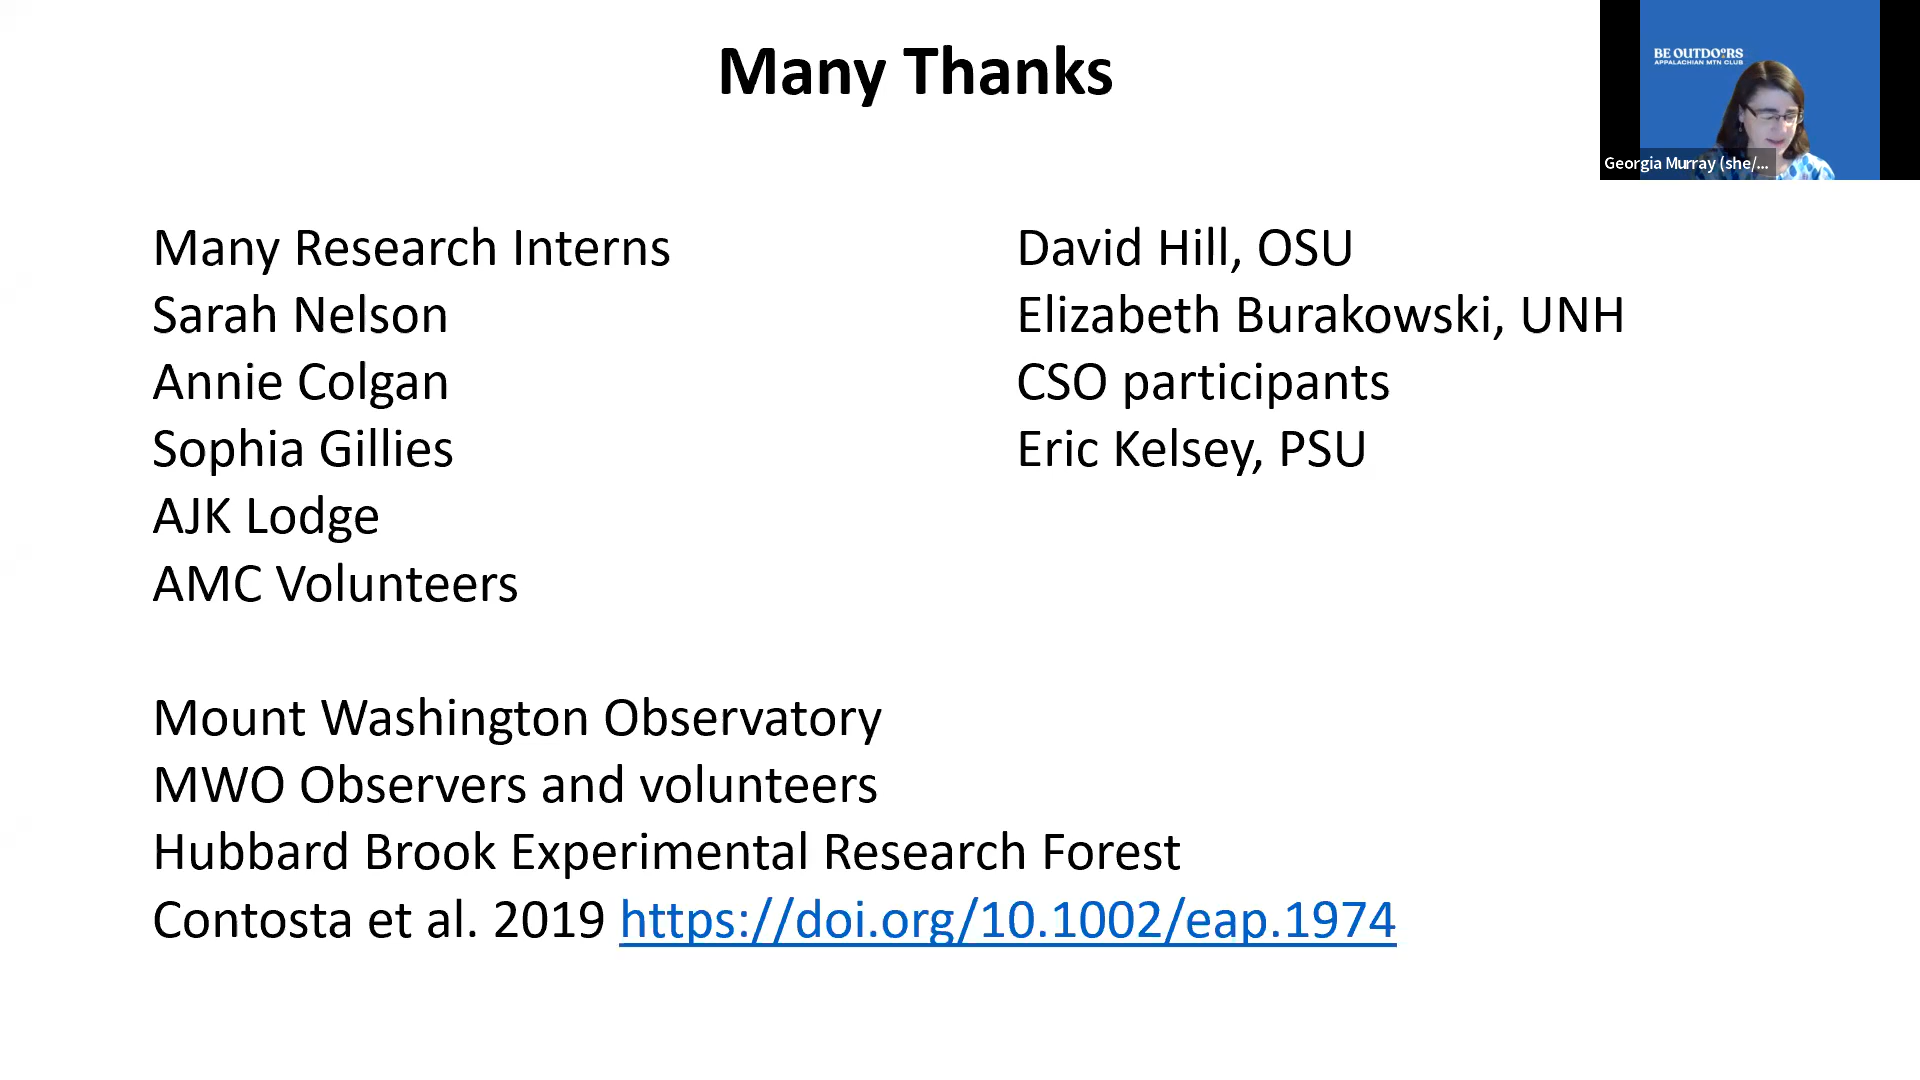 Many Thanks
BE OUTDOORS
APPALACHIAN MTN CLUB
Georgia Murray (she/...
Many Research Interns
Sarah Nelson
Annie Colgan
Sophia Gillies
AJK Lodge
AMC Volunteers
David Hill, OSU
Elizabeth Burakowski, UNH
CSO participants
Eric Kelsey, PSU
Mount Washington Observatory
MWO Observers and volunteers
Hubbard Brook Experimental Research Forest
Contosta et al. 2019 https://doi.org/10.1002/eap.1974